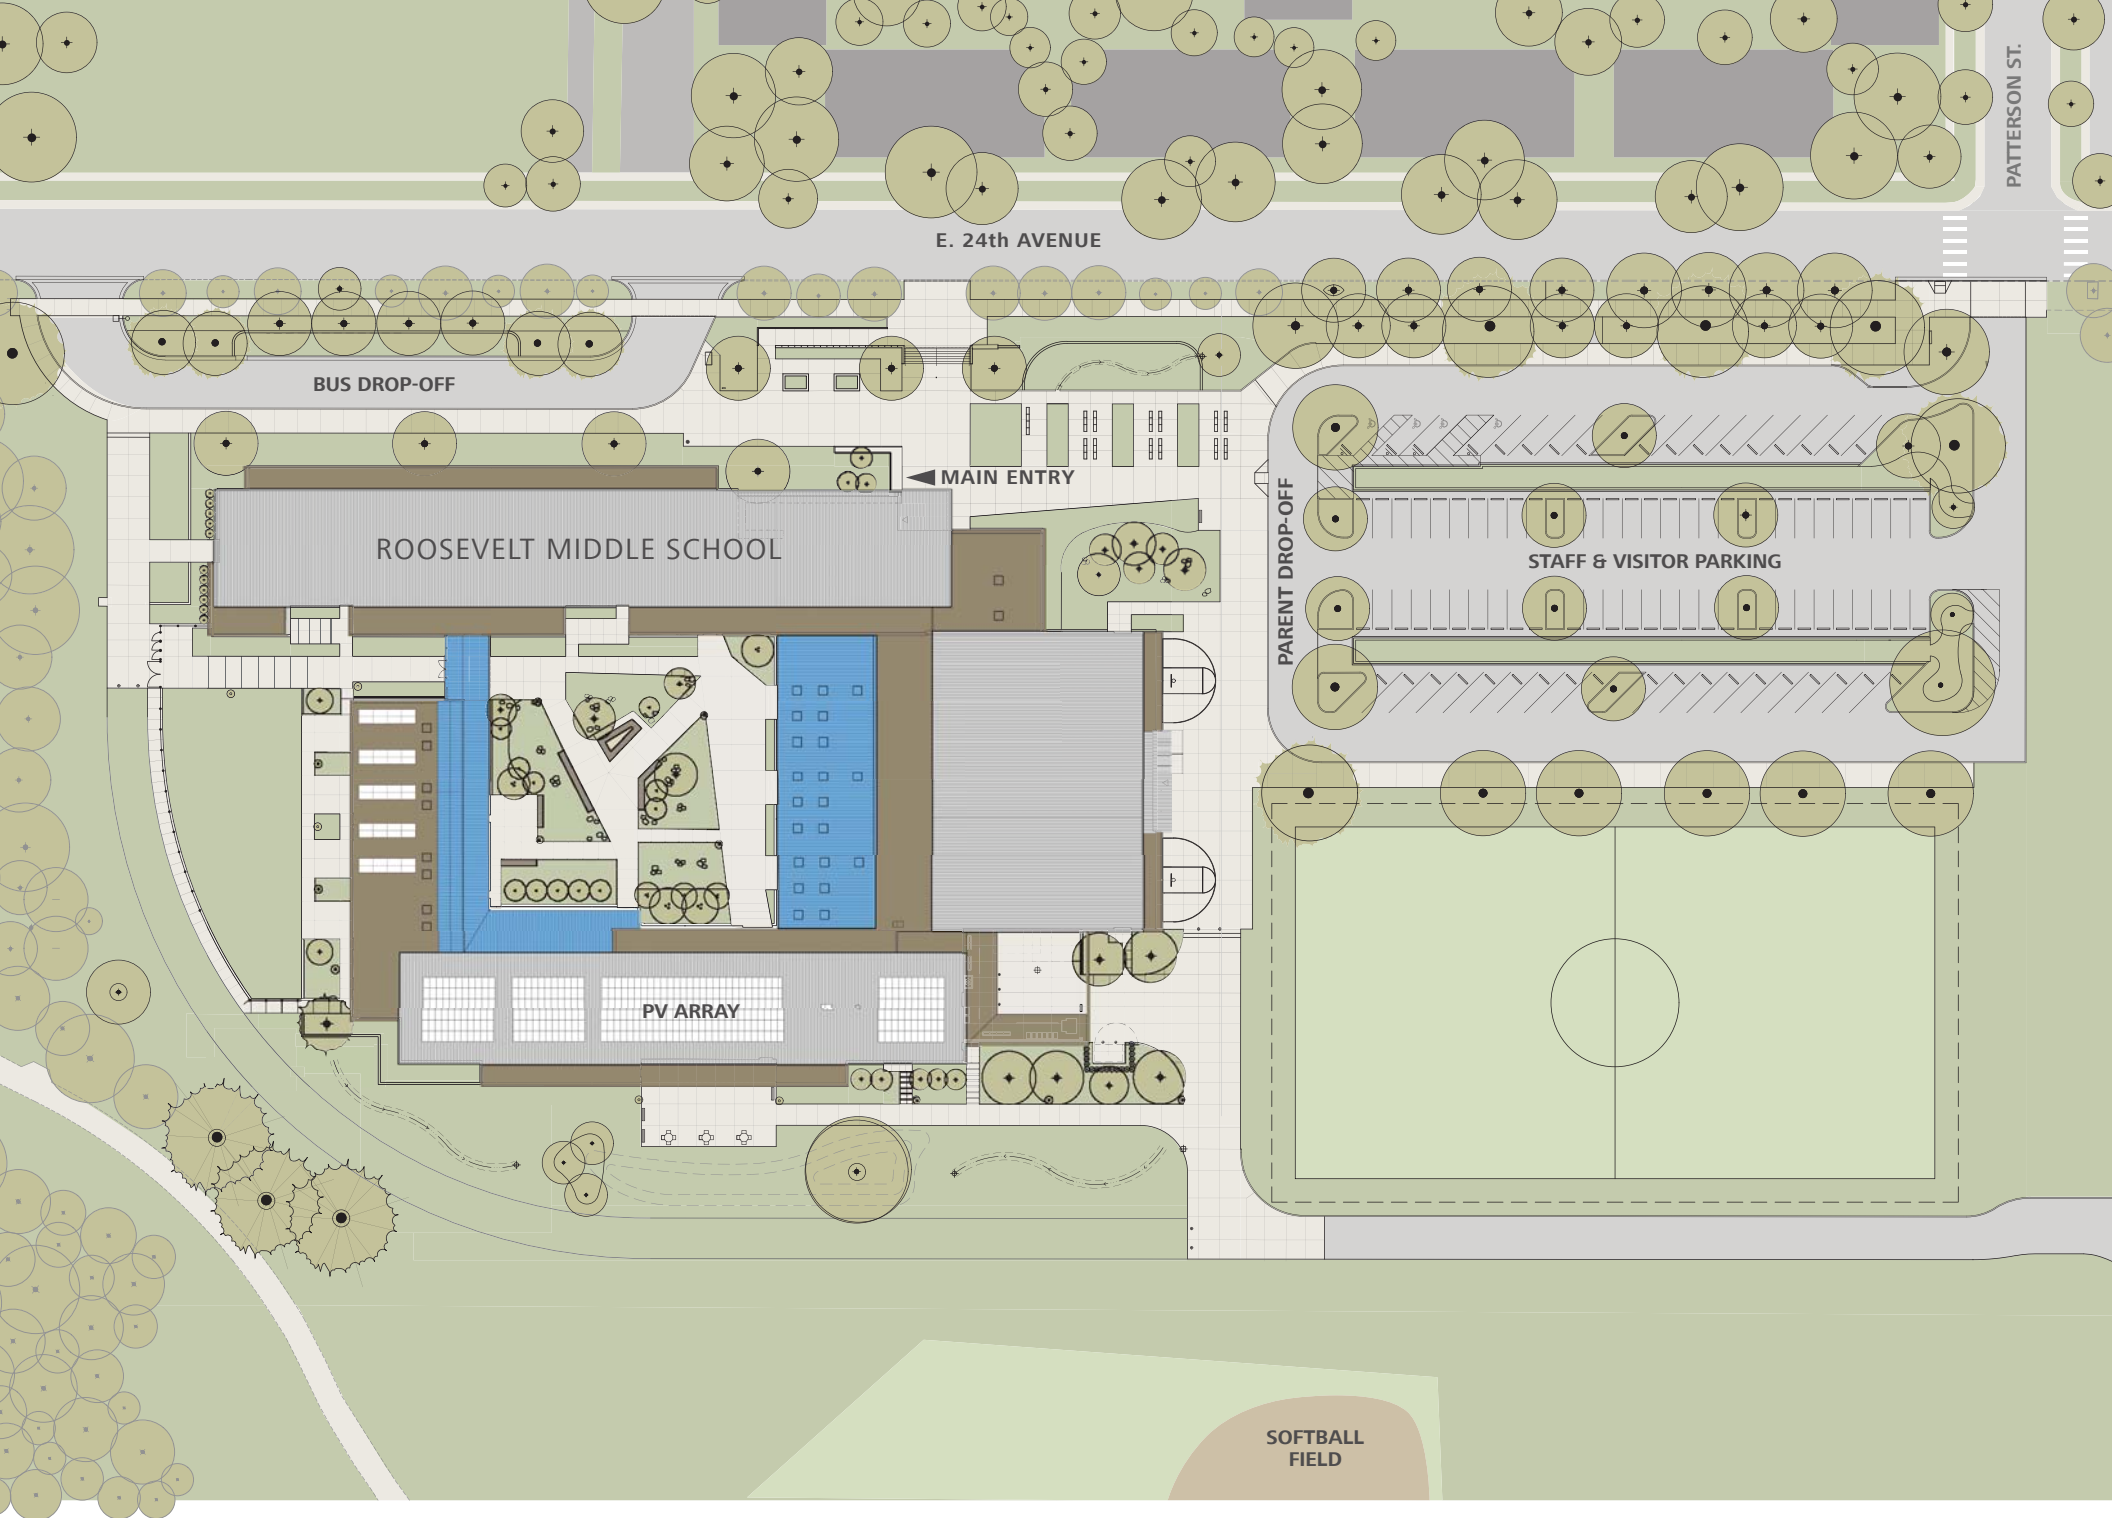 PATTERSON ST.
E. 24th AVENUE
BUS DROP-OFF
MAIN ENTRY
ROOSEVELT MIDDLE SCHOOL
PARENT DROP-OFF
STAFF & VISITOR PARKING
PV ARRAY
SOFTBALL
FIELD